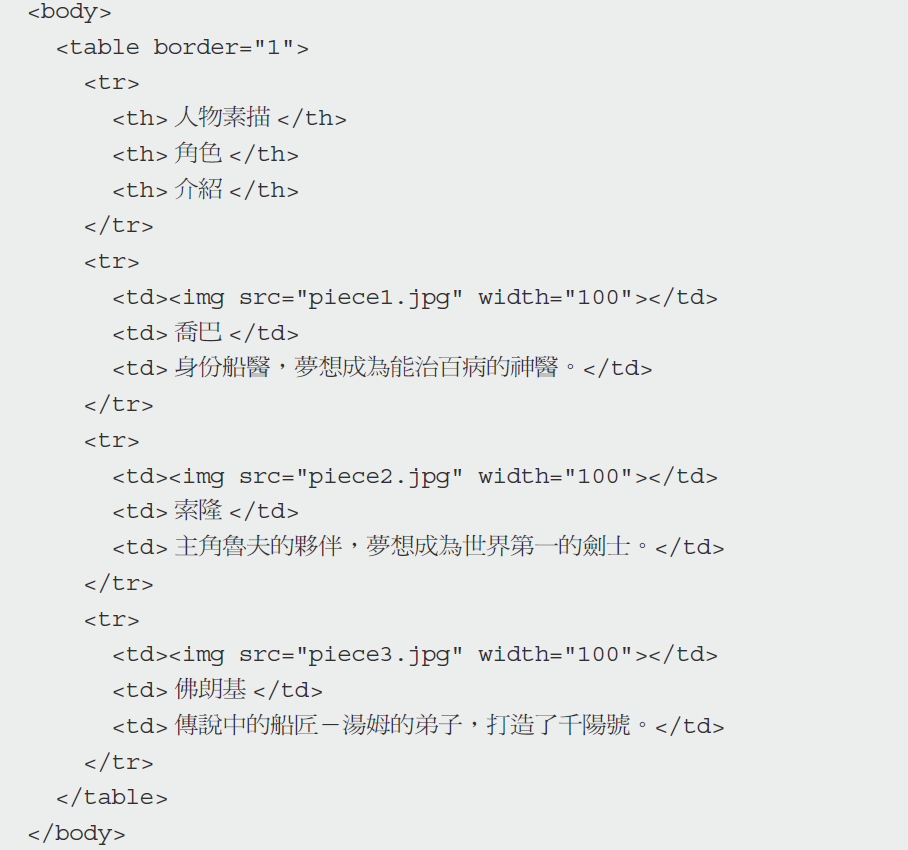 <body>
<table border="1">
<tr>
<th> 人物素描 </th>
<th> 角色 </th>
<th> 介紹 </th>
</tr>
<tr>
<td><img src="piece1.jpg" width="100"></td>
<td> 喬巴 </td>
<td> 身份船醫，夢想成為能治百病的神醫。</td>
</tr>
<tr>
<td><img src="piece2.jpg" width="100"></td>
<td> 索隆 </td>
<td> 主角魯夫的夥伴，夢想成為世界第一的劍士。</td>
</tr>
<tr>
<td><img src="piece3.jpg" width="100"></td>
<td> 佛朗基 </td>
<td> 傳說中的船匠－湯姆的弟子，打造了千陽號。</td>
</tr>
</table>
</body>